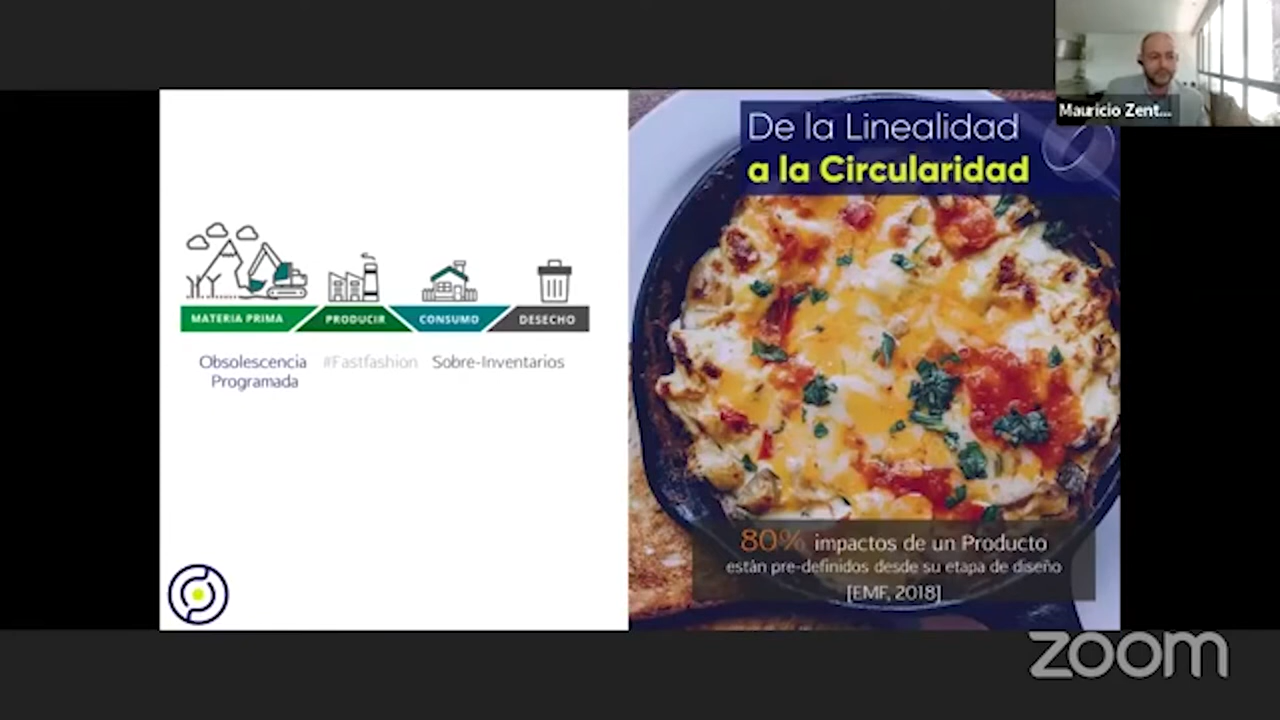 Mauricio Zent...
De la Linealidad
a la Circularidad
MATERIA PRIMA PRODUCIR CONSUMO DESECHO
Obsolescencia #Fastfashion Sobre-Inventarios
Programada
80% impactos de un Producto
están pre-definidos desde su etapa de diseño
[EMF, 2018]
zoom